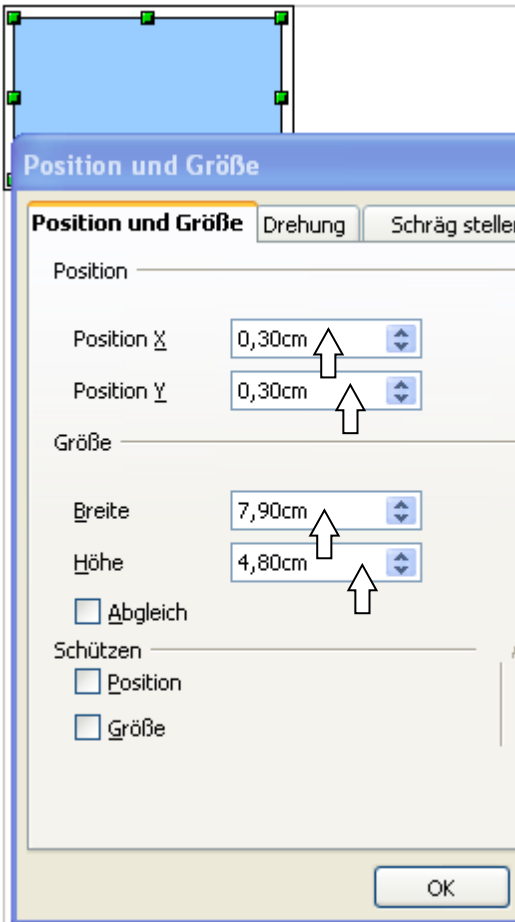 Position und Größe
Position und Größe Drehung Schräg steller
Position
Position X 0,30cm
Position Y 0,30cm
Größe
Breite 7,90cm
Höhe 4,80cm
Abgleich
Schützen
Position
Größe
OK